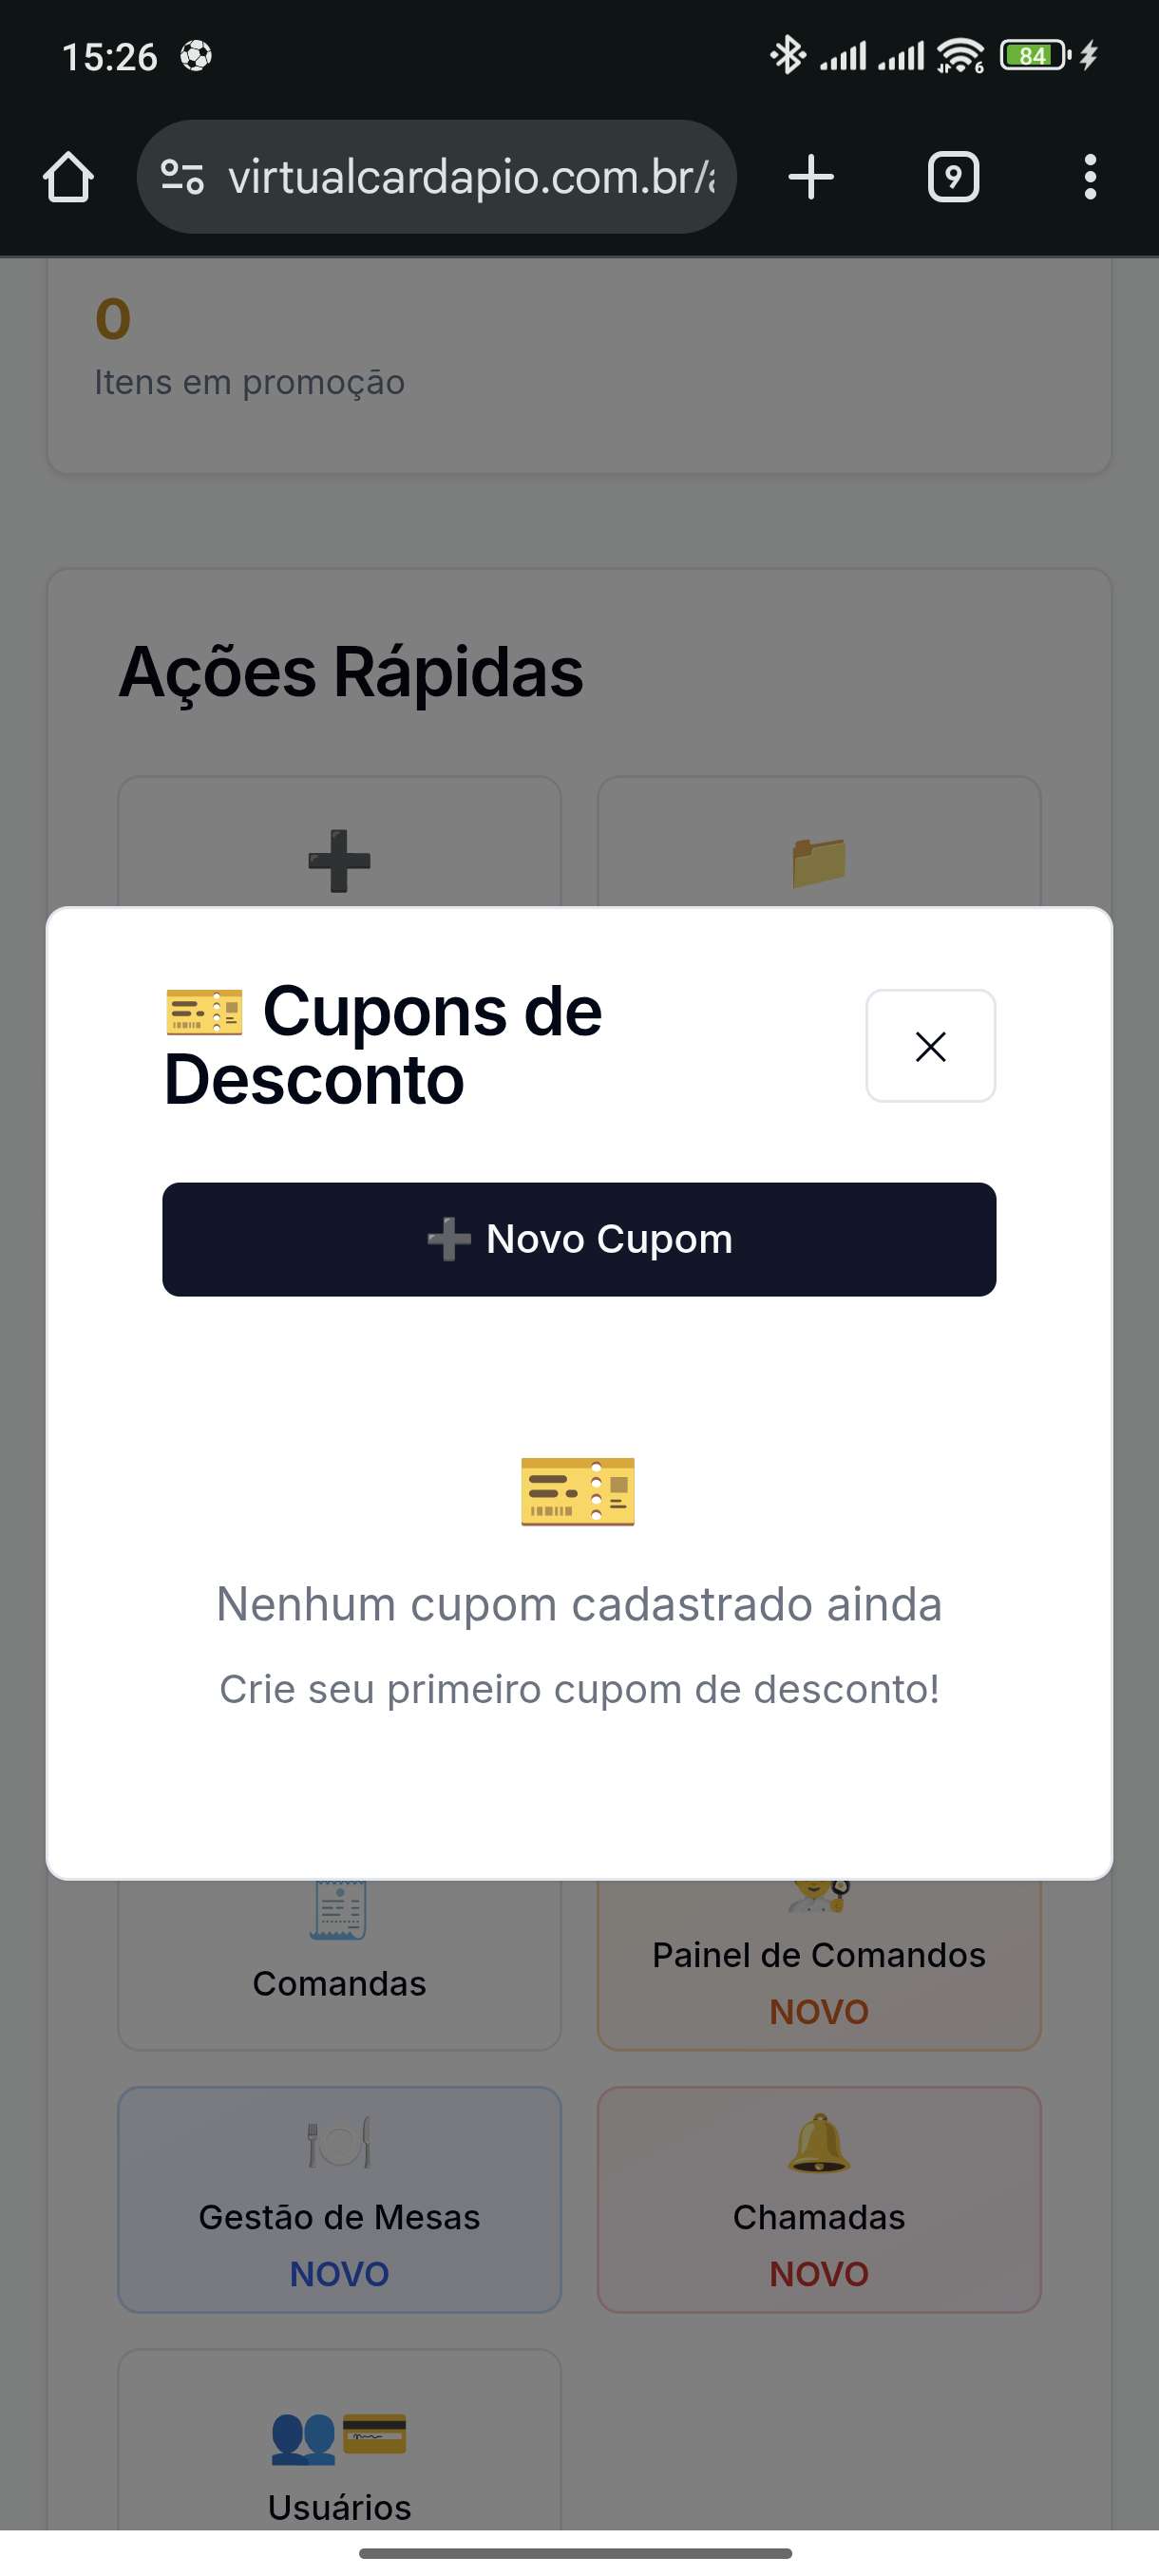 15:26
84
virtualcardapio.com.br/
9
0
Itens em promoção
Ações Rápidas
Cupons de
Desconto
Novo Cupom
Nenhum cupom cadastrado ainda
Crie seu primeiro cupom de desconto!
Comandas
Painel de Comandos
NOVO
Gestão de Mesas
NOVO
Chamadas
NOVO
Usuários